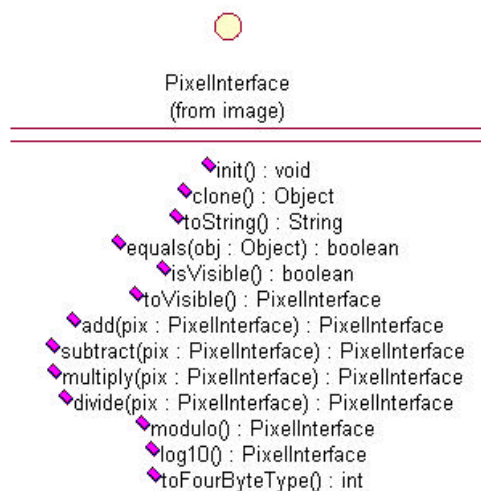 PixelInterface
(from image)
init() : void
clone() : Object
toString() : String
equals(obj : Object) : boolean
isVisible() : boolean
toVisible() : PixelInterface
add(pix : PixelInterface) : PixelInterface
subtract(pix : PixelInterface) : PixelInterface
multiply(pix : PixelInterface) : PixelInterface
divide(pix : PixelInterface) : PixelInterface
modulo() : PixelInterface
log10() : PixelInterface
toFourByteType() : int